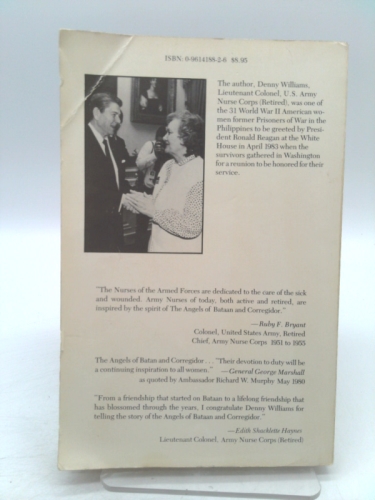 ISBN: 0-9614188-2-6 $8.95
The author, Denny Williams,
Lieutenant Colonel, U.S. Army
Nurse Corps (Retired), was one of
the 31 World War II American wo-
men former Prisoners of War in the
Philippines to be greeted by Presi-
dent Ronald Reagan at the White
House in April 1983 when the
survivors gathered in Washington
for a reunion to be honored for their
service.
"The Nurses of the Armed Forces are dedicated to the care of the sick
and wounded. Army Nurses of today, both active and retired, are
inspired by the spirit of The Angels of Bataan and Corregidor."
—Ruby F. Bryant
Colonel, United States Army, Retired
Chief, Army Nurse Corps 1951 to 1955
The Angels of Batan and Corregidor . . . "Their devotion to duty will be
a continuing inspiration to all women." —General George Marshall
as quoted by Ambassador Richard W. Murphy May 1980
"From a friendship that started on Bataan to a lifelong friendship that
has blossomed through the years, I congratulate Denny Williams for
telling the story of the Angels of Bataan and Corregidor."
—Edith Shacklette Haynes
Lieutenant Colonel, Army Nurse Corps (Retired)